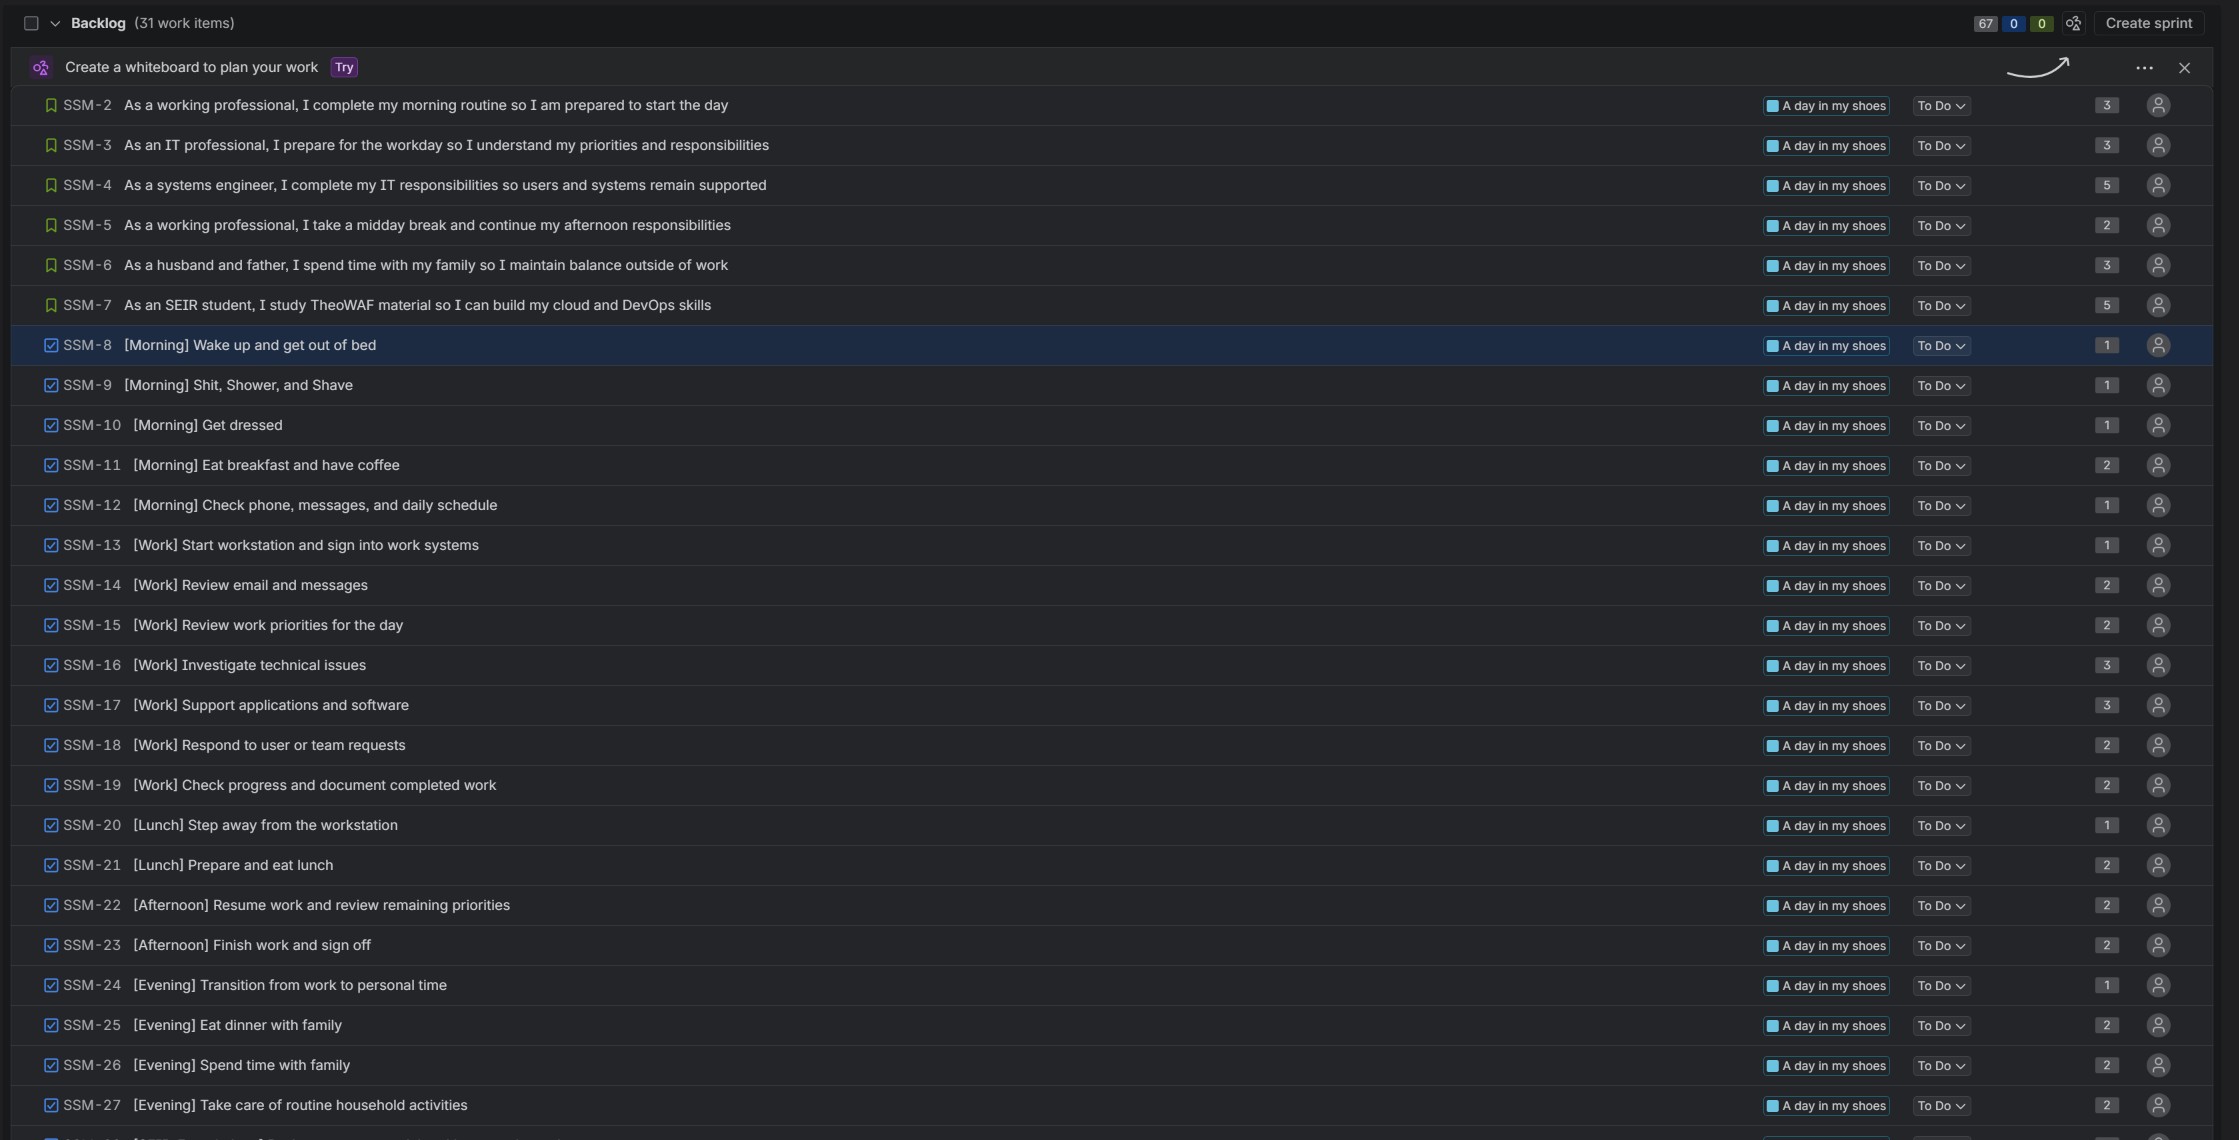 Backlog (31 work items) 67 0 0 Create sprint
Create a whiteboard to plan your work Try
SSM-2 As a working professional, I complete my morning routine so I am prepared to start the day A day in my shoes To Do 3
SSM-3 As an IT professional, I prepare for the workday so I understand my priorities and responsibilities A day in my shoes To Do 3
SSM-4 As a systems engineer, I complete my IT responsibilities so users and systems remain supported A day in my shoes To Do 5
SSM-5 As a working professional, I take a midday break and continue my afternoon responsibilities A day in my shoes To Do 2
SSM-6 As a husband and father, I spend time with my family so I maintain balance outside of work A day in my shoes To Do 3
SSM-7 As an SEIR student, I study TheoWAF material so I can build my cloud and DevOps skills A day in my shoes To Do 5
SSM-8 [Morning] Wake up and get out of bed A day in my shoes To Do 1
SSM-9 [Morning] Shit, Shower, and Shave A day in my shoes To Do 1
SSM-10 [Morning] Get dressed A day in my shoes To Do 1
SSM-11 [Morning] Eat breakfast and have coffee A day in my shoes To Do 2
SSM-12 [Morning] Check phone, messages, and daily schedule A day in my shoes To Do 1
SSM-13 [Work] Start workstation and sign into work systems A day in my shoes To Do 1
SSM-14 [Work] Review email and messages A day in my shoes To Do 2
SSM-15 [Work] Review work priorities for the day A day in my shoes To Do 2
SSM-16 [Work] Investigate technical issues A day in my shoes To Do 3
SSM-17 [Work] Support applications and software A day in my shoes To Do 3
SSM-18 [Work] Respond to user or team requests A day in my shoes To Do 2
SSM-19 [Work] Check progress and document completed work A day in my shoes To Do 2
SSM-20 [Lunch] Step away from the workstation A day in my shoes To Do 1
SSM-21 [Lunch] Prepare and eat lunch A day in my shoes To Do 2
SSM-22 [Afternoon] Resume work and review remaining priorities A day in my shoes To Do 2
SSM-23 [Afternoon] Finish work and sign off A day in my shoes To Do 2
SSM-24 [Evening] Transition from work to personal time A day in my shoes To Do 1
SSM-25 [Evening] Eat dinner with family A day in my shoes To Do 2
SSM-26 [Evening] Spend time with family A day in my shoes To Do 2
SSM-27 [Evening] Take care of routine household activities A day in my shoes To Do 2